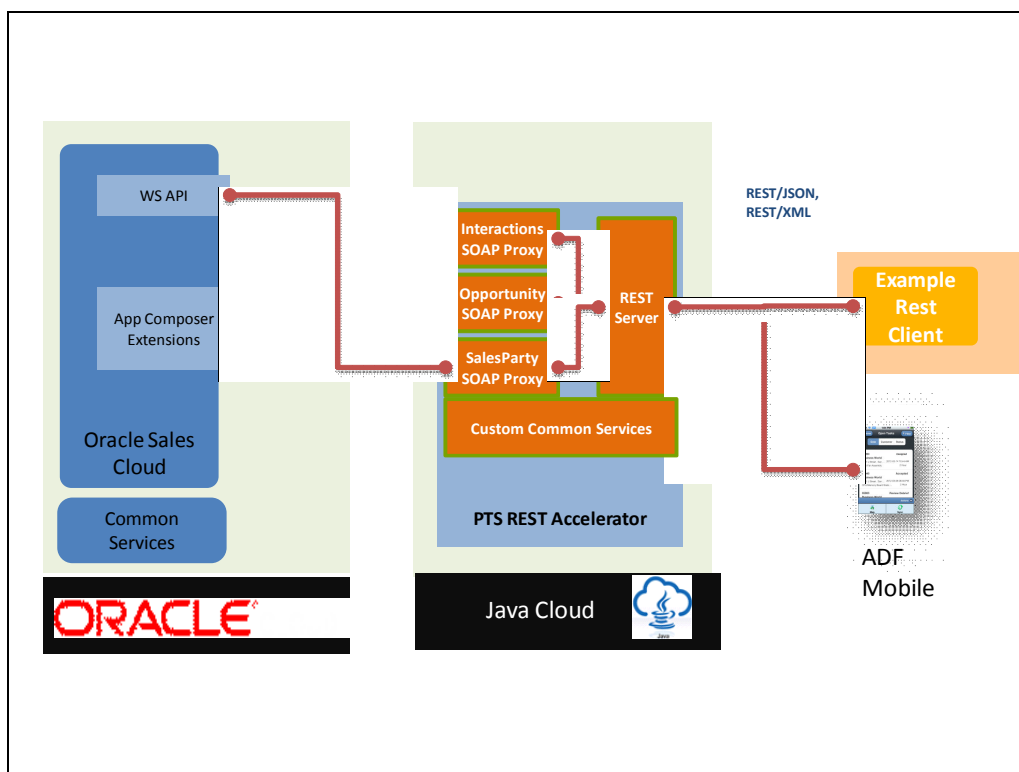 WS API
App Composer
Extensions
Oracle Sales
Cloud
Common
Services
ORACLE
Interactions
SOAP Proxy
Opportunity
SOAP Proxy
SalesParty
SOAP Proxy
REST
Server
Custom Common Services
PTS REST Accelerator
Java Cloud
Java
REST/JSON,
REST/XML
Example
Rest
Client
ADF
Mobile